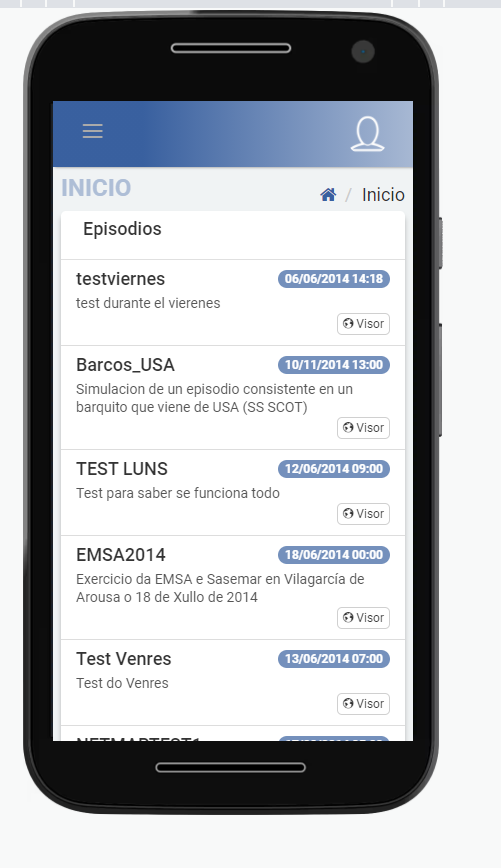 INICIO
/ Inicio
Episodios
testviernes 06/06/2014 14:18
test durante el vierenes
Visor
Barcos_USA 10/11/2014 13:00
Simulacion de un episodio consistente en un
barquito que viene de USA (SS SCOT)
Visor
TEST LUNS 12/06/2014 09:00
Test para saber se funciona todo
Visor
EMSA2014 18/06/2014 00:00
Exercicio da EMSA e Sasemar en Vilagarcía de
Arousa o 18 de Xullo de 2014
Visor
Test Venres 13/06/2014 07:00
Test do Venres
Visor